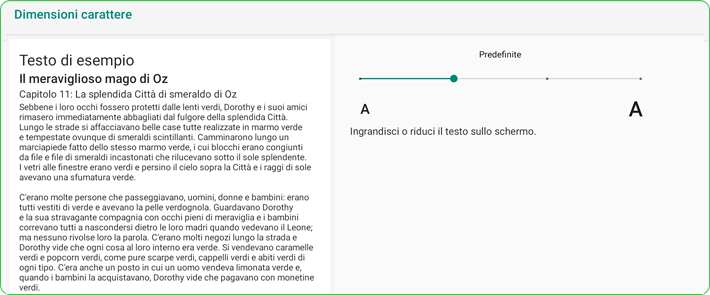 Dimensioni carattere
Testo di esempio
Il meraviglioso mago di Oz
Capitolo 11: La splendida Città di smeraldo di Oz
Sebbene i loro occhi fossero protetti dalle lenti verdi, Dorothy e i suoi amici
rimasero immediatamente abbagliati dal fulgore della splendida Città.
Lungo le strade si affacciavano belle case tutte realizzate in marmo verde
e tempestate ovunque di smeraldi scintillanti. Camminarono lungo un
marciapiede fatto dello stesso marmo verde, i cui blocchi erano congiunti
da file e file di smeraldi incastonati che rilucevano sotto il sole splendente.
I vetri alle finestre erano verdi e persino il cielo sopra la Città e i raggi di sole
avevano una sfumatura verde.
C'erano molte persone che passeggiavano, uomini, donne e bambini: erano
tutti vestiti di verde e avevano la pelle verdognola. Guardavano Dorothy
e la sua stravagante compagnia con occhi pieni di meraviglia e i bambini
correvano tutti a nascondersi dietro le loro madri quando vedevano il Leone;
ma nessuno rivolse loro la parola. C'erano molti negozi lungo la strada e
Dorothy vide che ogni cosa al loro interno era verde. Si vendevano caramelle
verdi e popcorn verdi, come pure scarpe verdi, cappelli verdi e abiti verdi di
ogni tipo. C'era anche un posto in cui un uomo vendeva limonata verde e,
quando i bambini la acquistavano, Dorothy vide che pagavano con monetine
verdi.
Predefinite
A A
Ingrandisci o riduci il testo sullo schermo.